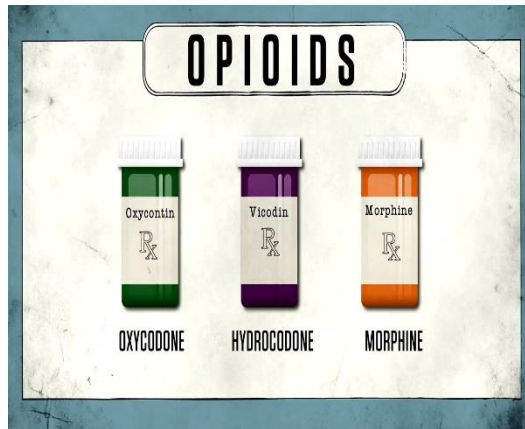 OPIOIDS
Oxycontin Vicodin Morphine
Rx Rx Rx
OXYCODONE HYDROCODONE MORPHINE